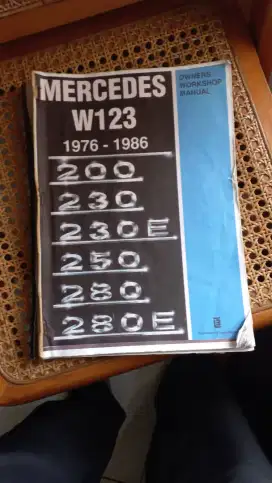 MERCEDES
W123
1976 - 1986
200
230
230E
250
280
280E
OWNERS
WORKSHOP
MANUAL